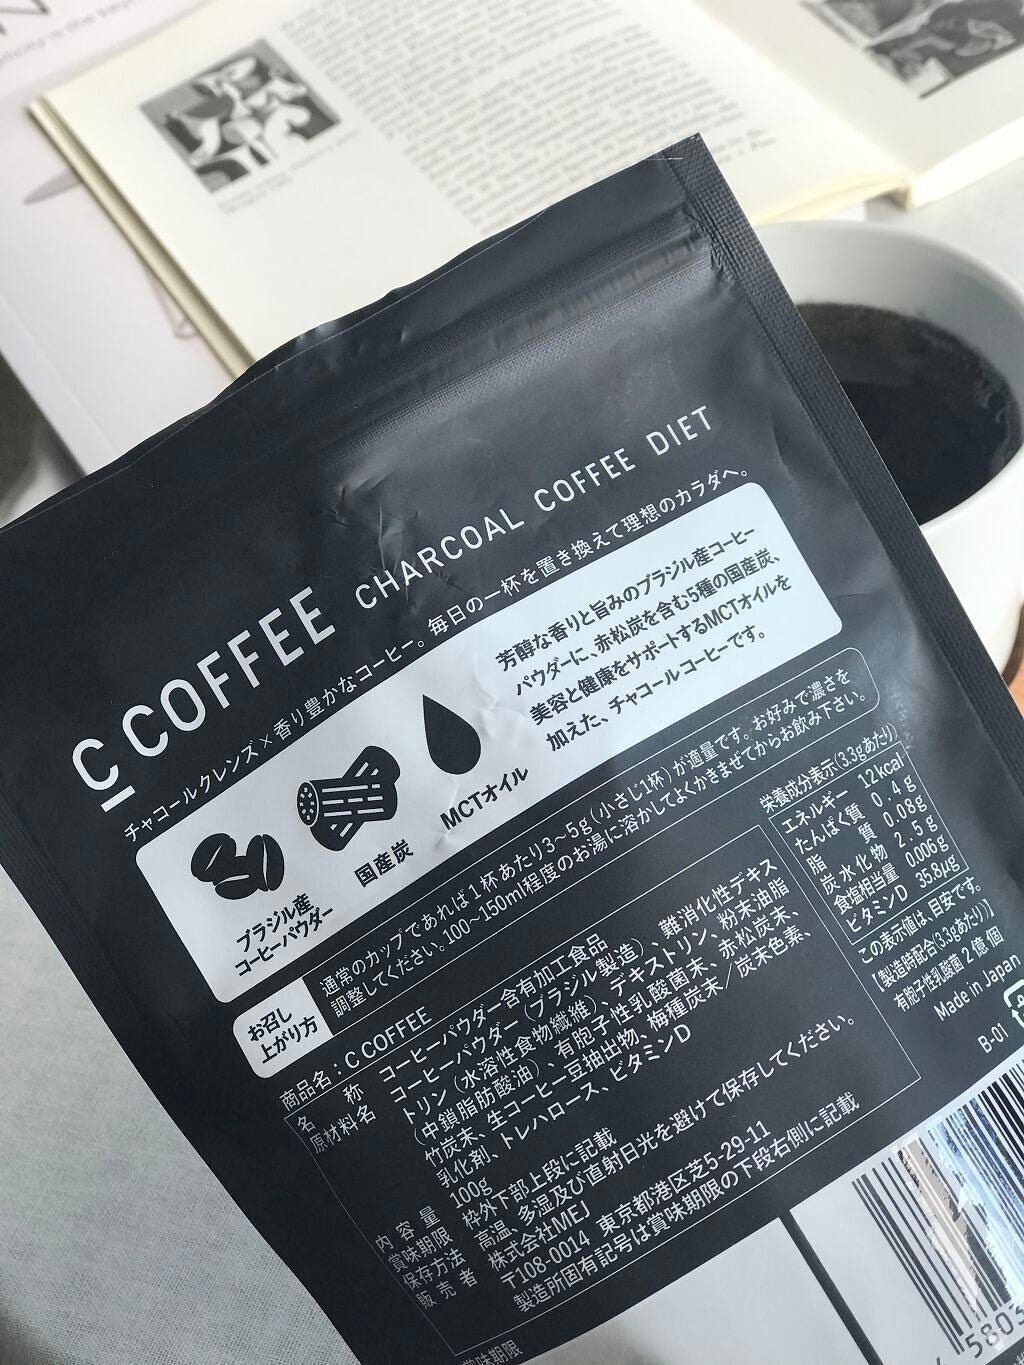 C COFFEE CHARCOAL COFFEE DIET
チャコールクレンズ×香り豊かなコーヒー。毎日の一杯を置き換えて理想のカラダへ。
ブラジル産
コーヒーパウダー
国産炭
MCTオイル
芳醇な香りと旨みのブラジル産コーヒー
パウダーに、赤松炭を含む5種の国産炭、
美容と健康をサポートするMCTオイルを
加えた、チャコールコーヒーです。
お召し
上がり方
通常のカップであれば1杯あたり3〜5g(小さじ1杯)が適量です。お好みで濃さを
調整してください。100〜150ml程度のお湯に溶かしてよくかきまぜてからお飲み下さい。
商品名:C COFFEE
名称 コーヒーパウダー含有加工食品
原材料名 コーヒーパウダー(ブラジル製造)、難消化性デキス
トリン(水溶性食物繊維)、デキストリン、粉末油脂
(中鎖脂肪酸油)、有胞子性乳酸菌末、赤松炭末、
竹炭末、生コーヒー豆抽出物、梅種炭末/炭末色素、
乳化剤、トレハロース、ビタミンD
内容量 100g
賞味期限 枠外下部上段に記載
保存方法 高温、多湿及び直射日光を避けて保存してください。
販売者 株式会社MEJ
〒108-0014 東京都港区芝5-29-11
製造所固有記号は賞味期限の下段右側に記載
栄養成分表示(3.3gあたり)
エネルギー 12kcal
たんぱく質 0.4g
脂質 0.08g
炭水化物 2.5g
食塩相当量 0.006g
ビタミンD 35.8μg
この表示値は、目安です。
【製造時配合(3.3gあたり)】
有胞子性乳酸菌 2億個
Made in Japan
B-01
賞味期限
5803